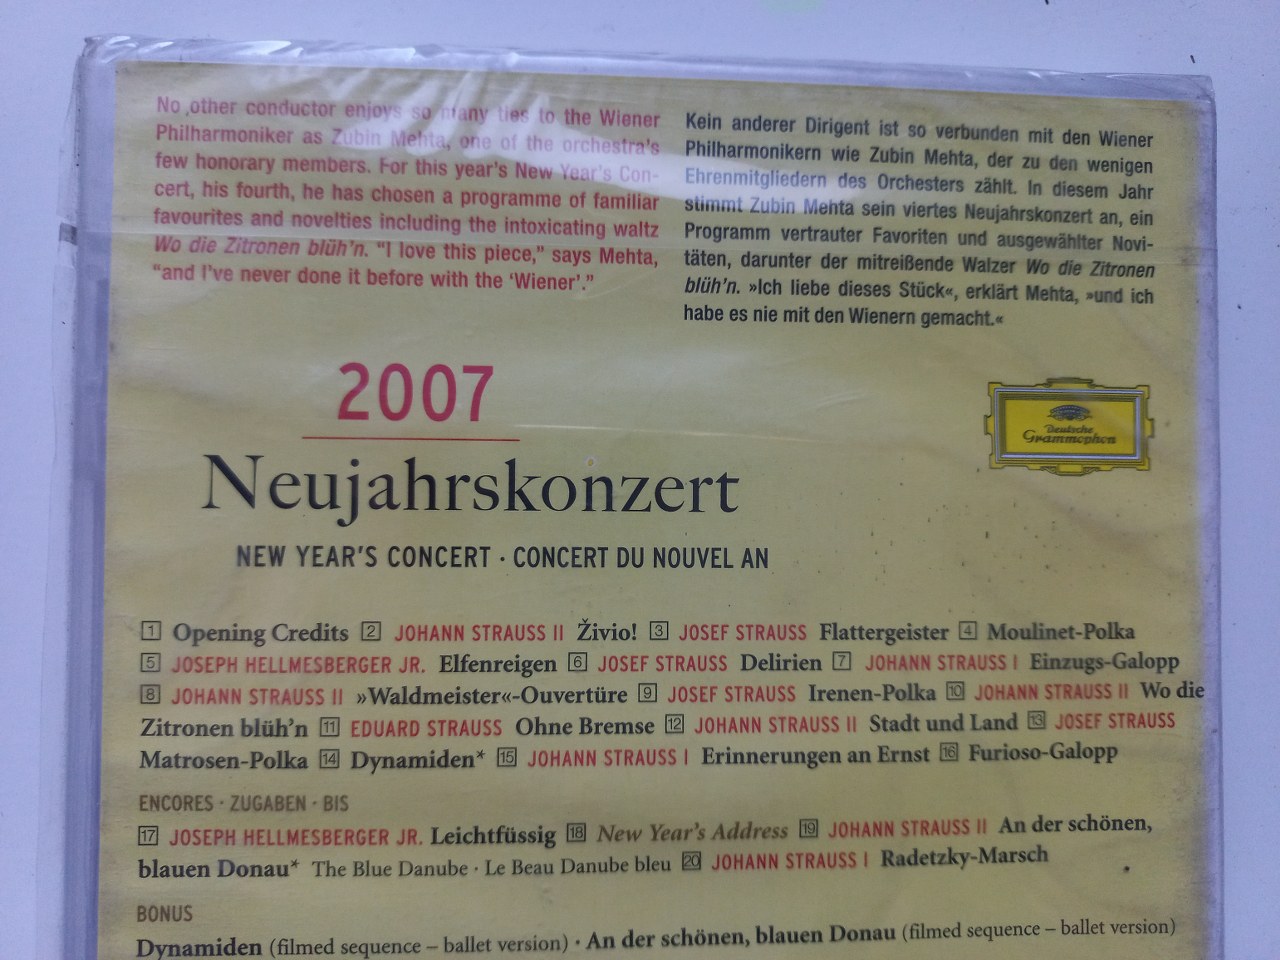 No other conductor enjoys so many ties to the Wiener
Philharmoniker as Zubin Mehta, one of the orchestra's
few honorary members. For this year's New Year's Con-
cert, his fourth, he has chosen a programme of familiar
favourites and novelties including the intoxicating waltz
Wo die Zitronen blüh'n. “I love this piece,” says Mehta,
“and I've never done it before with the ‘Wiener’.”
Kein anderer Dirigent ist so verbunden mit den Wiener
Philharmonikern wie Zubin Mehta, der zu den wenigen
Ehrenmitgliedern des Orchesters zählt. In diesem Jahr
stimmt Zubin Mehta sein viertes Neujahrskonzert an, ein
Programm vertrauter Favoriten und ausgewählter Novi-
täten, darunter der mitreißende Walzer Wo die Zitronen
blüh'n. »Ich liebe dieses Stück«, erklärt Mehta, »und ich
habe es nie mit den Wienern gemacht.«
2007
Deutsche
Grammophon
Neujahrskonzert
NEW YEAR'S CONCERT · CONCERT DU NOUVEL AN
1 Opening Credits 2 JOHANN STRAUSS II Živio! 3 JOSEF STRAUSS Flattergeister 4 Moulinet-Polka
5 JOSEPH HELLMESBERGER JR. Elfenreigen 6 JOSEF STRAUSS Delirien 7 JOHANN STRAUSS I Einzugs-Galopp
8 JOHANN STRAUSS II »Waldmeister«-Ouvertüre 9 JOSEF STRAUSS Irenen-Polka 10 JOHANN STRAUSS II Wo die
Zitronen blüh'n 11 EDUARD STRAUSS Ohne Bremse 12 JOHANN STRAUSS II Stadt und Land 13 JOSEF STRAUSS
Matrosen-Polka 14 Dynamiden* 15 JOHANN STRAUSS I Erinnerungen an Ernst 16 Furioso-Galopp
ENCORES · ZUGABEN · BIS
17 JOSEPH HELLMESBERGER JR. Leichtfüssig 18 New Year's Address 19 JOHANN STRAUSS II An der schönen,
blauen Donau* The Blue Danube · Le Beau Danube bleu 20 JOHANN STRAUSS I Radetzky-Marsch
BONUS
Dynamiden (filmed sequence – ballet version) · An der schönen, blauen Donau (filmed sequence – ballet version)